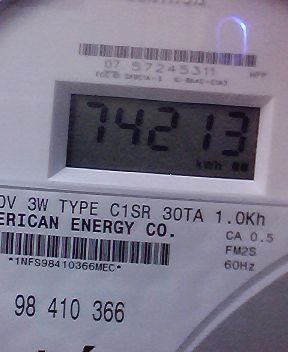 07 57245311
74213
kWh
0V 3W TYPE C1SR 30TA 1.0Kh
ERICAN ENERGY CO.
CA 0.5
FM2S
60Hz
*1NFS98410366MEC*
98 410 366